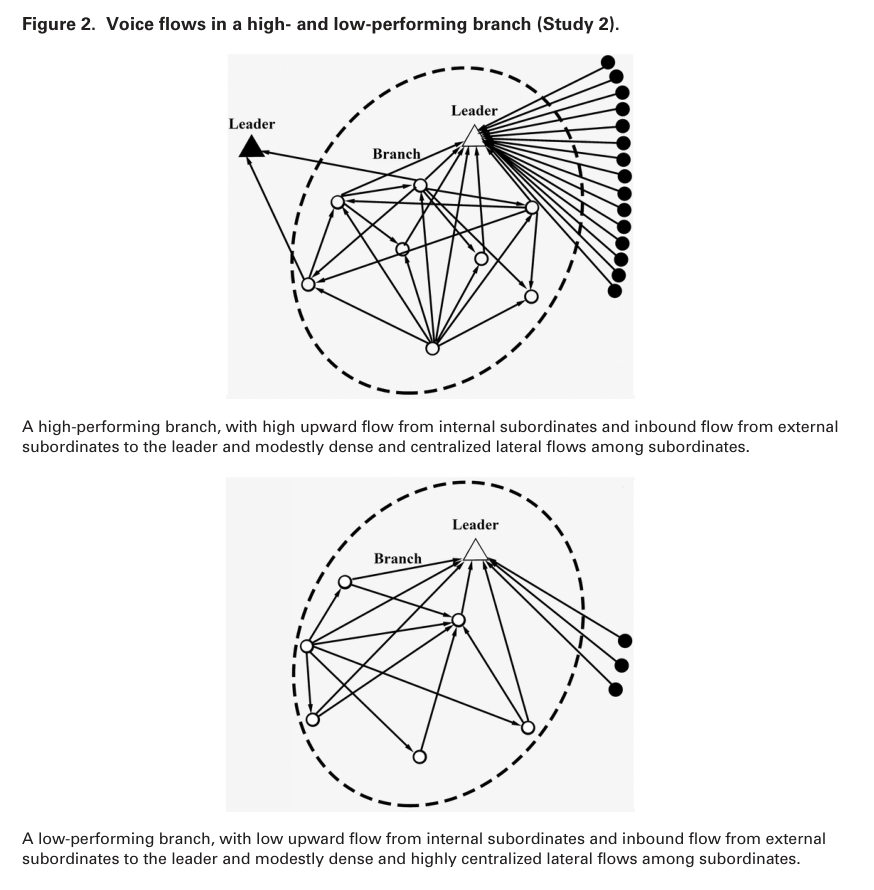 Figure 2. Voice flows in a high- and low-performing branch (Study 2).
Leader
Leader
Branch
A high-performing branch, with high upward flow from internal subordinates and inbound flow from external
subordinates to the leader and modestly dense and centralized lateral flows among subordinates.
Leader
Branch
A low-performing branch, with low upward flow from internal subordinates and inbound flow from external
subordinates to the leader and modestly dense and highly centralized lateral flows among subordinates.